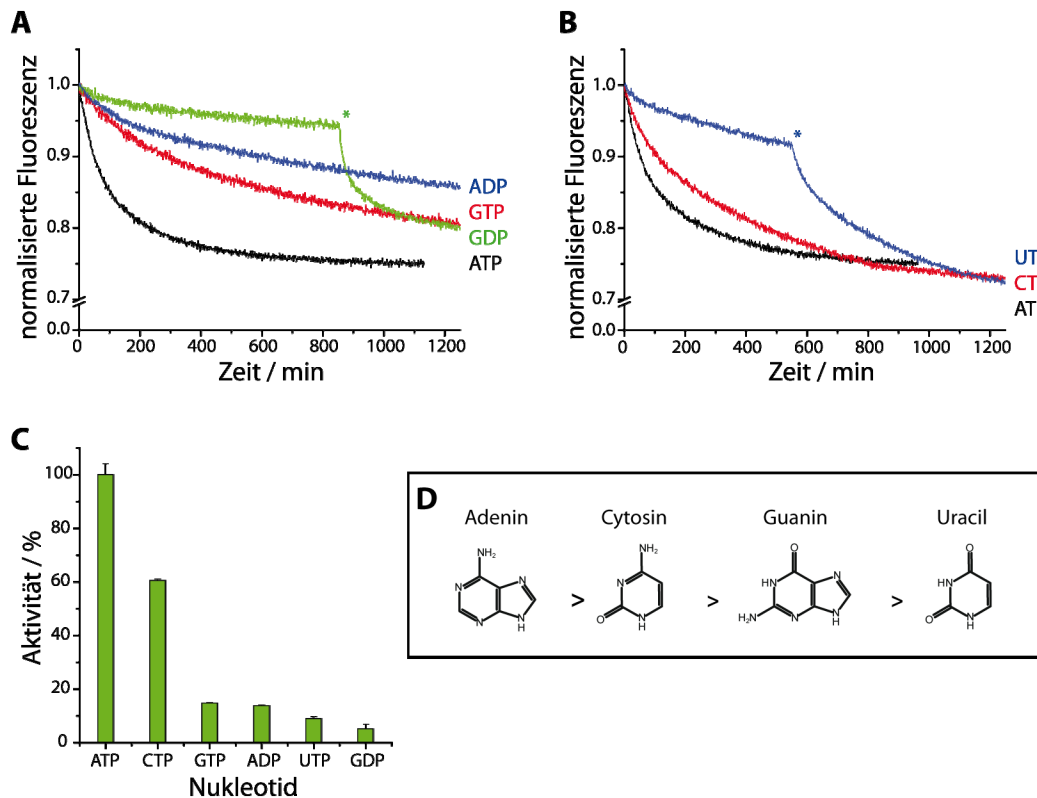 A
normalisierte Fluoreszenz
1.0
0.9
0.8
0.7
0.0
*
ADP
GTP
GDP
ATP
0 200 400 600 800 1000 1200
Zeit / min
B
normalisierte Fluoreszenz
1.0
0.9
0.8
0.7
0.0
*
UT
CT
AT
0 200 400 600 800 1000 1200
Zeit / min
C
Aktivität / %
100
80
60
40
20
0
ATP CTP GTP ADP UTP GDP
Nukleotid
D
Adenin Cytosin Guanin Uracil
NH₂
N
N
N
N
H
>
NH₂
N
O
N
H
>
O
HN
H₂N
N
N
N
H
>
O
HN
O
N
H